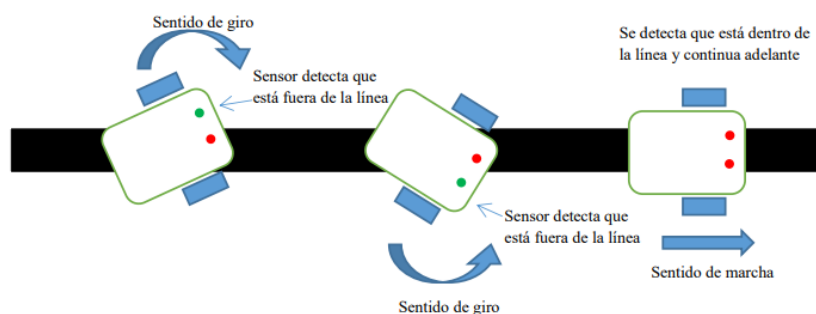 Sentido de giro
Sensor detecta que
está fuera de la línea
Sensor detecta que
está fuera de la línea
Sentido de giro
Se detecta que está dentro de
la línea y continua adelante
Sentido de marcha